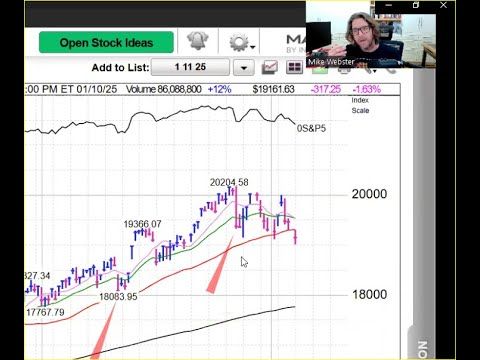 Open Stock Ideas
MA
BY IN
Mike Webster
Add to List:
1 11 25
:00 PM ET 01/10/25 Volume 86,088,800 +12% $19161.63 -317.25 -1.63%
Index
Scale
0S&P5
20204.58
20000
19366.07
327.34
18083.95
18000
17767.79
ON